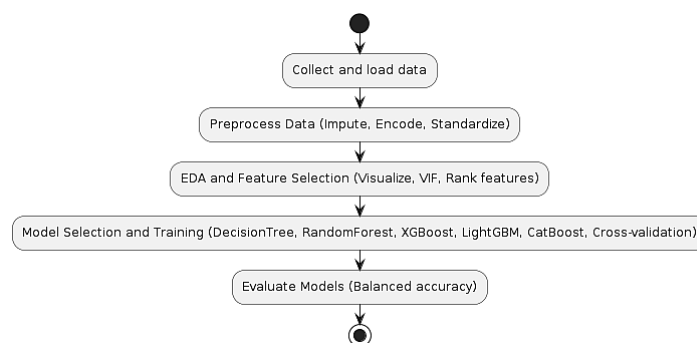 Collect and load data
Preprocess Data (Impute, Encode, Standardize)
EDA and Feature Selection (Visualize, VIF, Rank features)
Model Selection and Training (DecisionTree, RandomForest, XGBoost, LightGBM, CatBoost, Cross-validation)
Evaluate Models (Balanced accuracy)